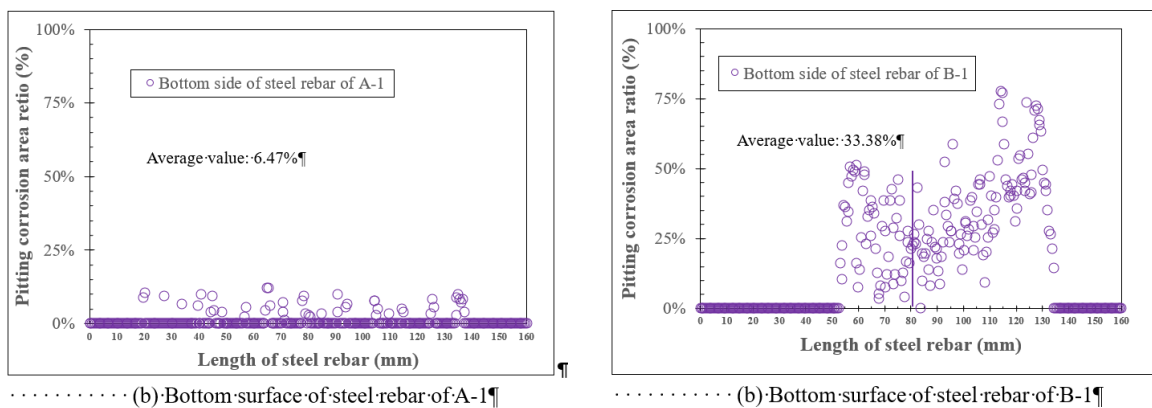 100%
75%
50%
25%
0%
Pitting corrosion area retio (%)
Bottom side of steel rebar of A-1
Average·value:·6.47%¶
0 10 20 30 40 50 60 70 80 90 100 110 120 130 140 150 160
Length of steel rebar (mm)
¶
··········(b)·Bottom·surface·of·steel·rebar·of·A-1¶
100%
75%
50%
25%
0%
Pitting corrosion area ratio (%)
Bottom side of steel rebar of B-1
Average·value:·33.38%¶
0 10 20 30 40 50 60 70 80 90 100 110 120 130 140 150 160
Length of steel rebar (mm)
··········(b)·Bottom·surface·of·steel·rebar·of·B-1¶